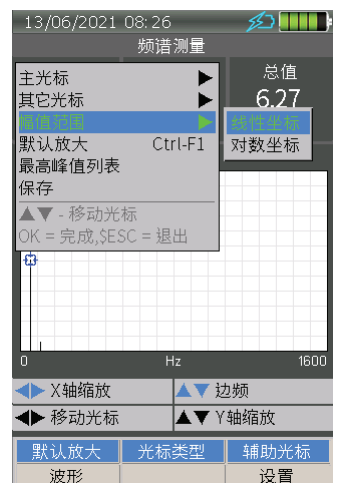 13/06/2021 08:26
频谱测量
主光标 ▶
其它光标 ▶
总值
6.27
幅值范围 ▶
线性坐标
默认放大 Ctrl-F1
对数坐标
最高峰值列表
保存
▲▼ - 移动光标
OK = 完成,$ESC = 退出
0 Hz 1600
◀▶ X轴缩放 ▲▼ 边频
◀▶ 移动光标 ▲▼ Y轴缩放
默认放大 光标类型 辅助光标
波形 设置